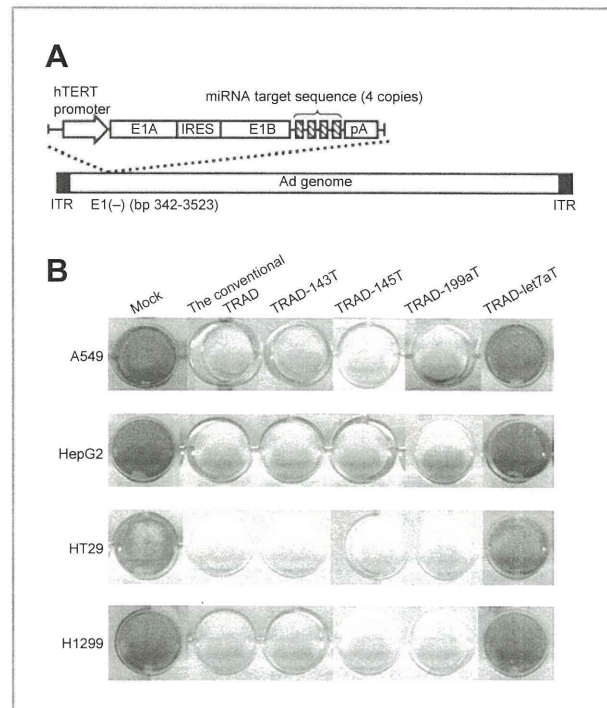 A
hTERT
promoter
miRNA target sequence (4 copies)
E1A
IRES
E1B
pA
Ad genome
ITR
E1(–) (bp 342-3523)
ITR
B
Mock
The conventional
TRAD
TRAD-143T
TRAD-145T
TRAD-199aT
TRAD-let7aT
A549
HepG2
HT29
H1299